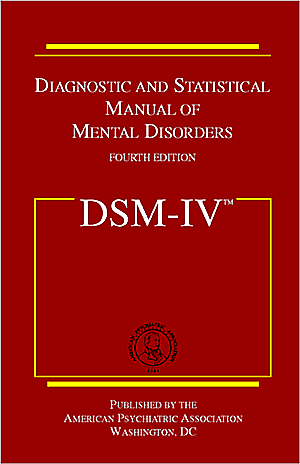 DIAGNOSTIC AND STATISTICAL
MANUAL OF
MENTAL DISORDERS
FOURTH EDITION
DSM-IV™
PUBLISHED BY THE
AMERICAN PSYCHIATRIC ASSOCIATION
WASHINGTON, DC